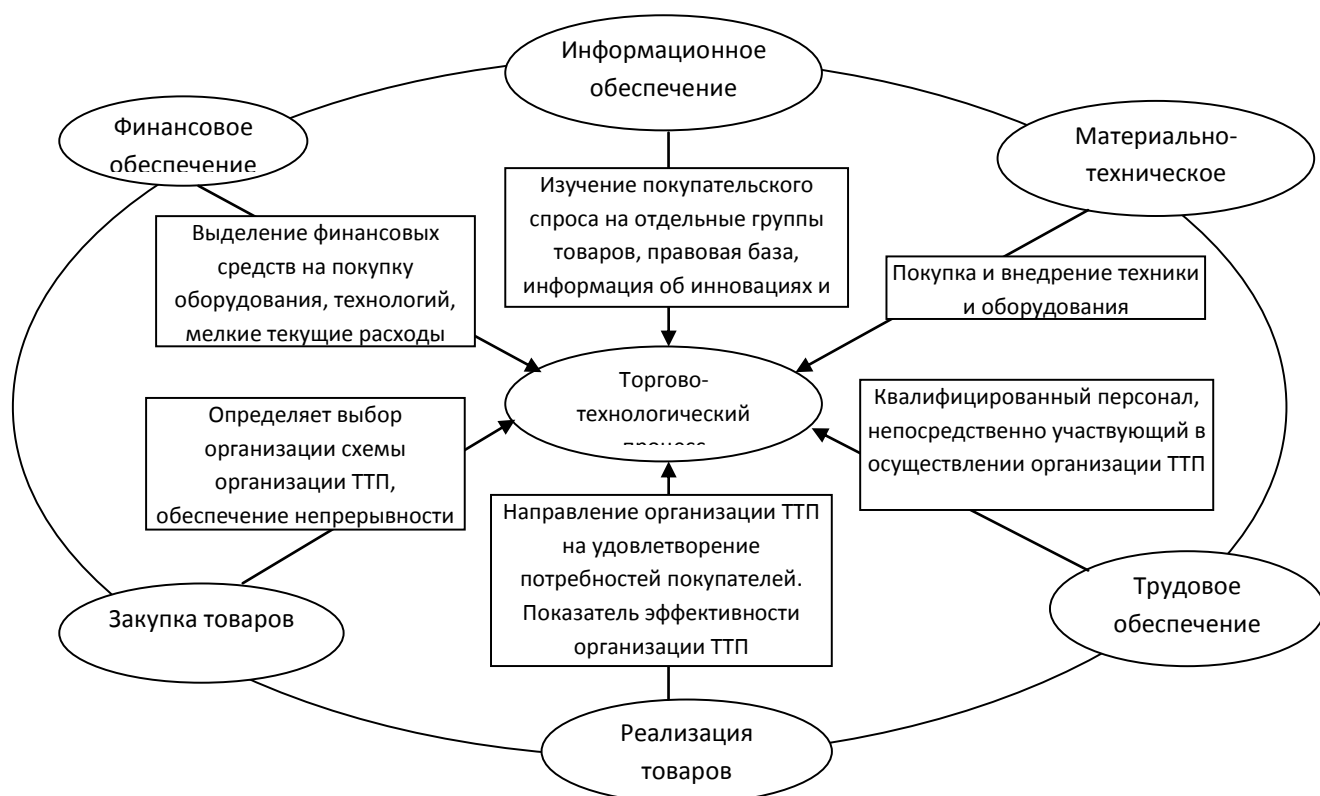 Информационное
обеспечение
Финансовое
обеспечение
Материально-
техническое
Изучение покупательского
спроса на отдельные группы
товаров, правовая база,
информация об инновациях и
Выделение финансовых
средств на покупку
оборудования, технологий,
мелкие текущие расходы
Покупка и внедрение техники
и оборудования
Торгово-
технологический
процесс
Определяет выбор
организации схемы
организации ТТП,
обеспечение непрерывности
Квалифицированный персонал,
непосредственно участвующий в
осуществлении организации ТТП
Направление организации ТТП
на удовлетворение
потребностей покупателей.
Показатель эффективности
организации ТТП
Закупка товаров
Трудовое
обеспечение
Реализация
товаров